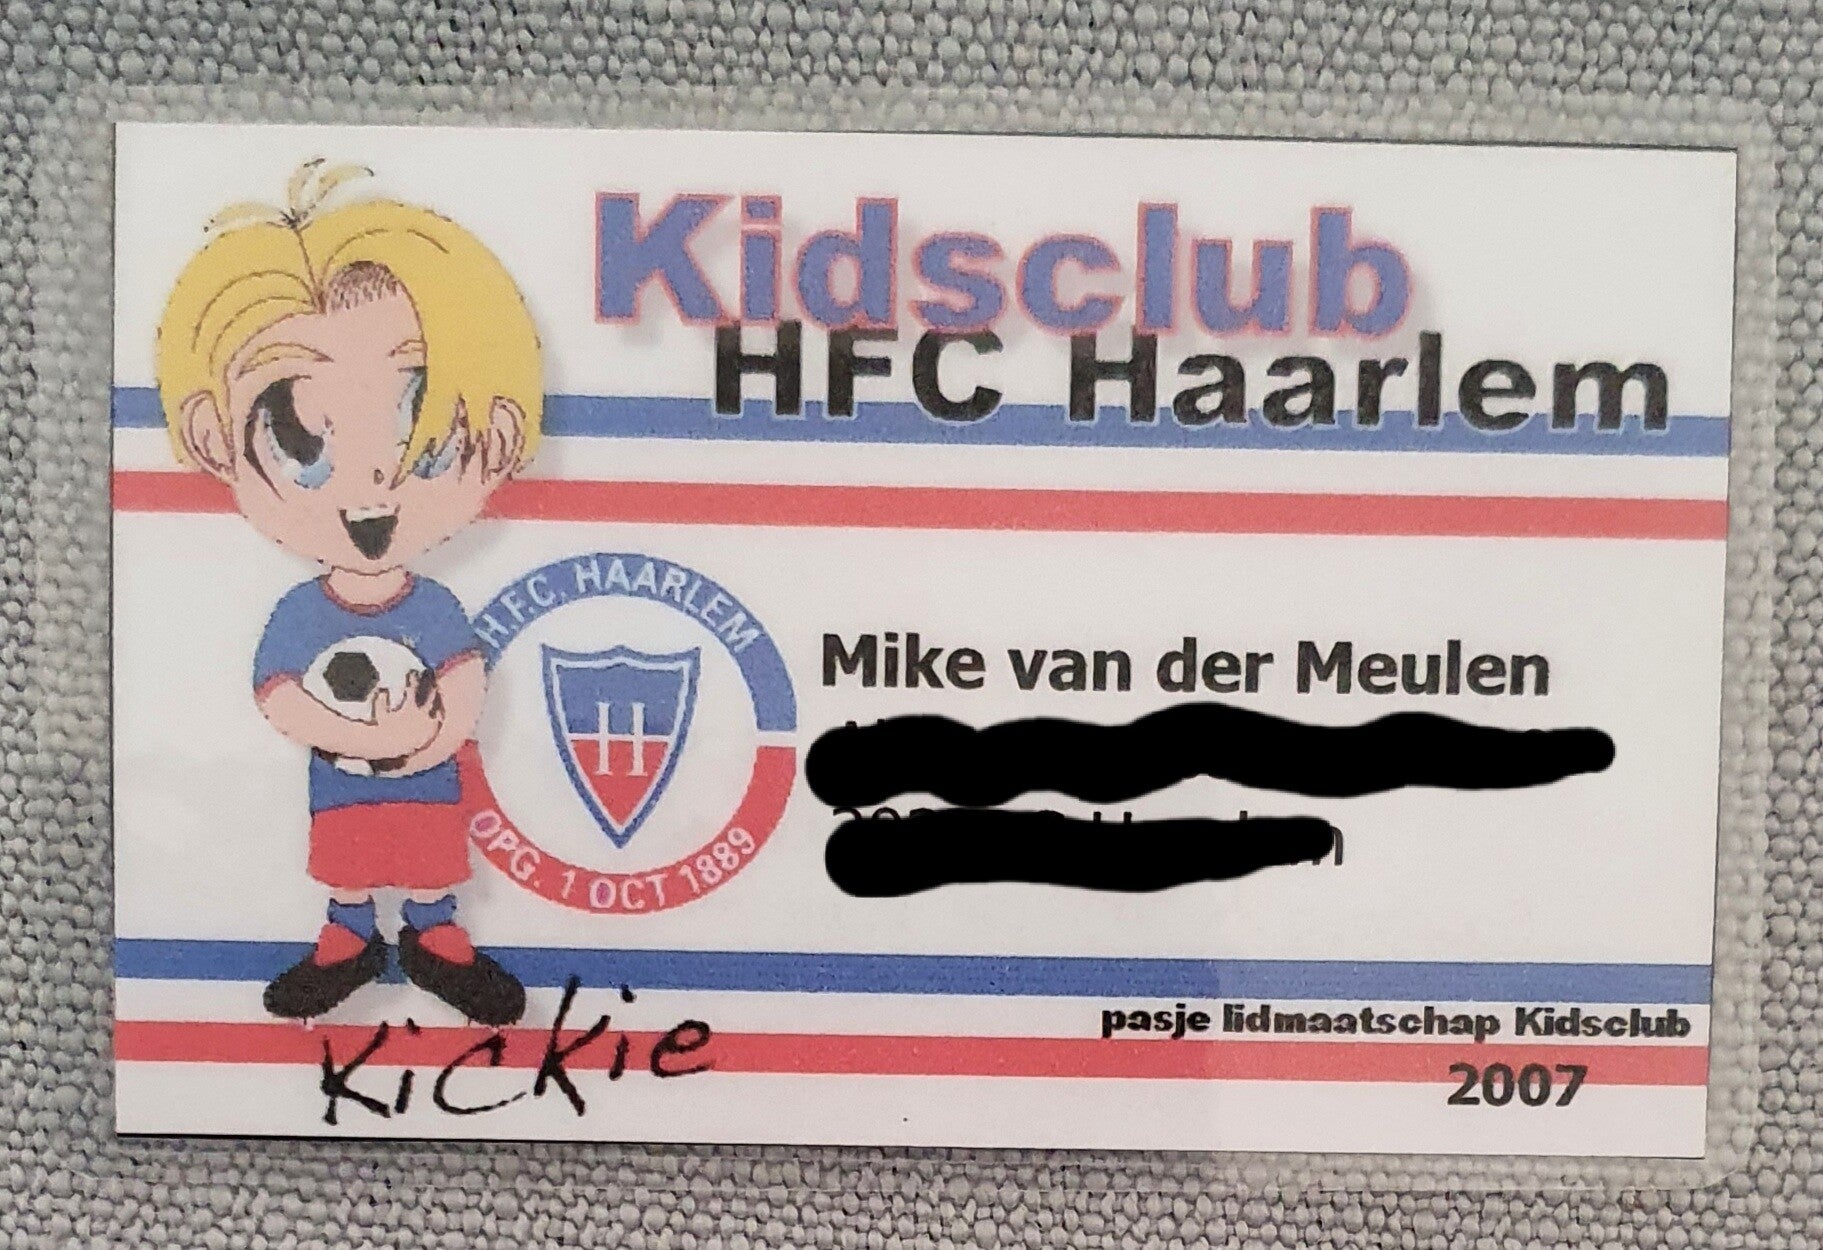 Kidsclub
HFC Haarlem
H.F.C. HAARLEM
H
OPG. 1 OCT 1889
Mike van der Meulen
pasje lidmaatschap Kidsclub
2007
Kickie